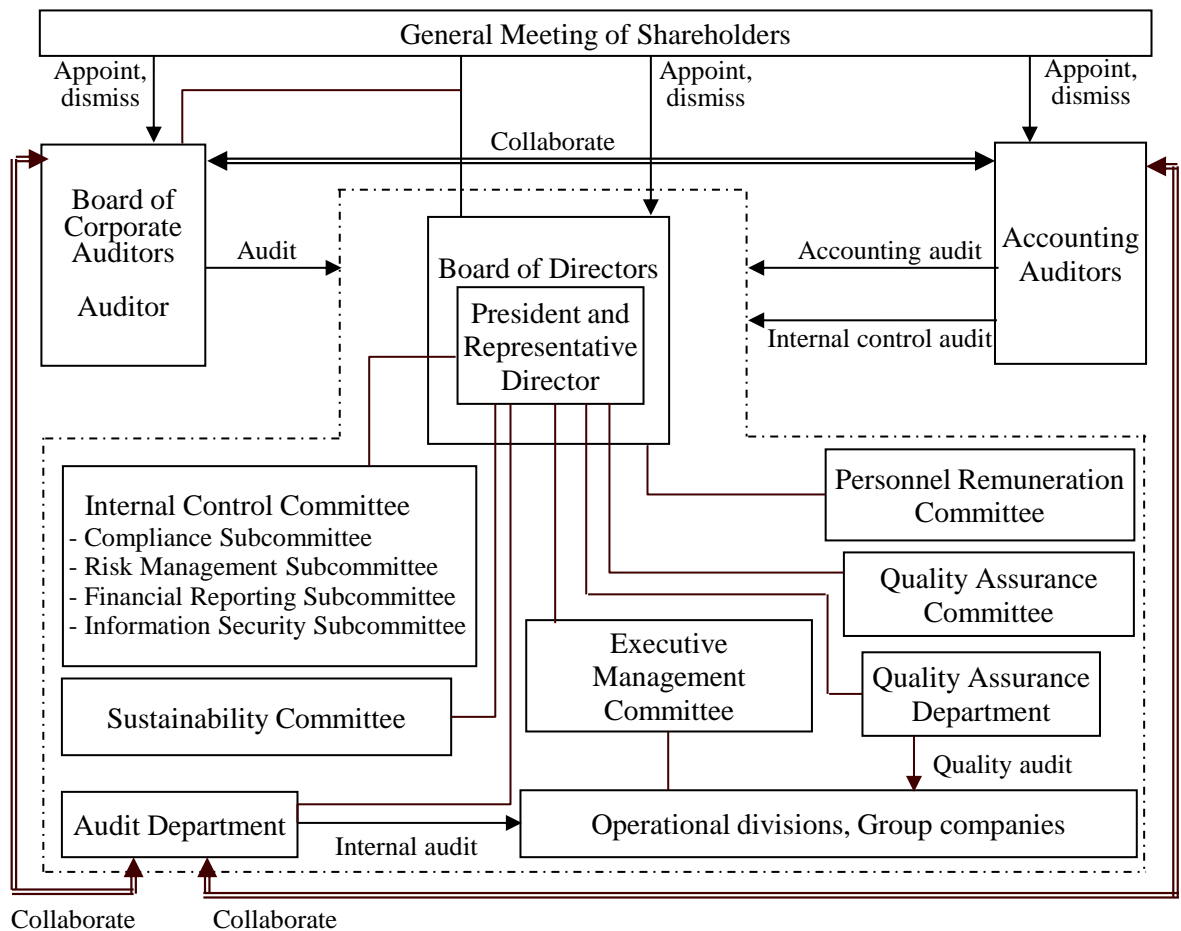 General Meeting of Shareholders
Appoint,
dismiss
Appoint,
dismiss
Appoint,
dismiss
Collaborate
Board of
Corporate
Auditors
Auditor
Audit
Board of Directors
President and
Representative
Director
Accounting audit
Internal control audit
Accounting
Auditors
Internal Control Committee
- Compliance Subcommittee
- Risk Management Subcommittee
- Financial Reporting Subcommittee
- Information Security Subcommittee
Personnel Remuneration
Committee
Quality Assurance
Committee
Executive
Management
Committee
Quality Assurance
Department
Sustainability Committee
Quality audit
Audit Department
Internal audit
Operational divisions, Group companies
Collaborate
Collaborate